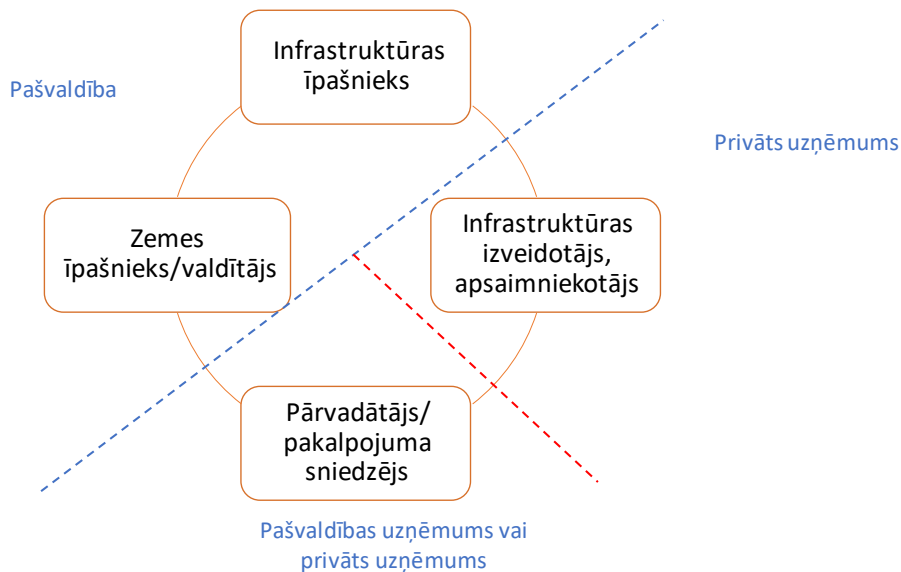 Infrastruktūras
īpašnieks
Pašvaldība
Privāts uzņēmums
Zemes
īpašnieks/valdītājs
Infrastruktūras
izveidotājs,
apsaimniekotājs
Pārvadātājs/
pakalpojuma
sniedzējs
Pašvaldības uzņēmums vai
privāts uzņēmums